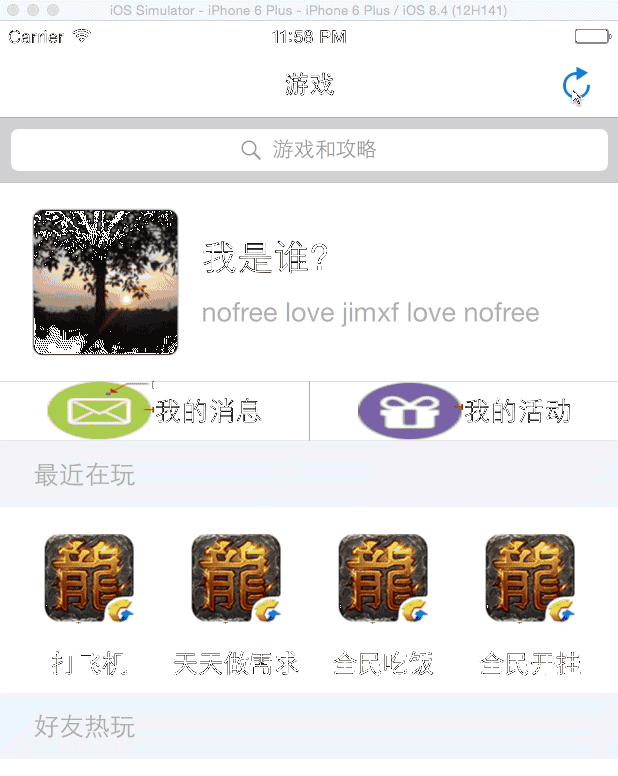 iOS Simulator - iPhone 6 Plus - iPhone 6 Plus / iOS 8.4 (12H141)
Carrier 11:58 PM
游戏
游戏和攻略
我是谁?
nofree love jimxf love nofree
我的消息 我的活动
最近在玩
龍 龍 龍 龍
打飞机 天天做需求 全民吃饭 全民开挂
好友热玩